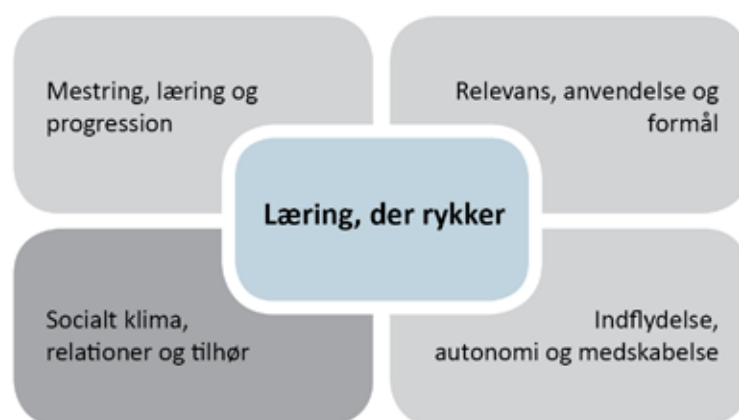 Mestring, læring og
progression
Relevans, anvendelse og
formål
Læring, der rykker
Socialt klima,
relationer og tilhør
Indflydelse,
autonomi og medskabelse